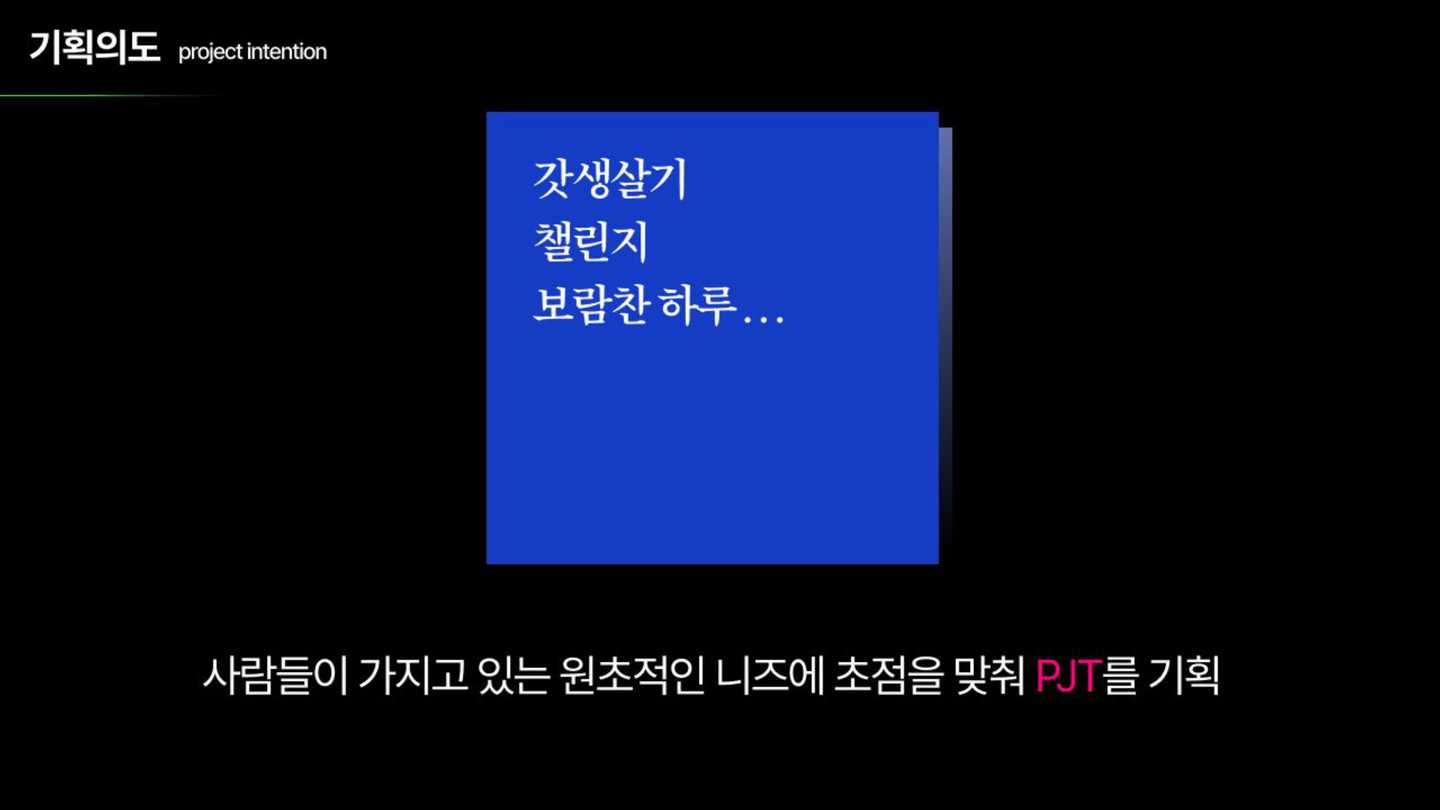 기획의도 project intention
갓생살기
챌린지
보람찬 하루...
사람들이 가지고 있는 원초적인 니즈에 초점을 맞춰 PJT를 기획